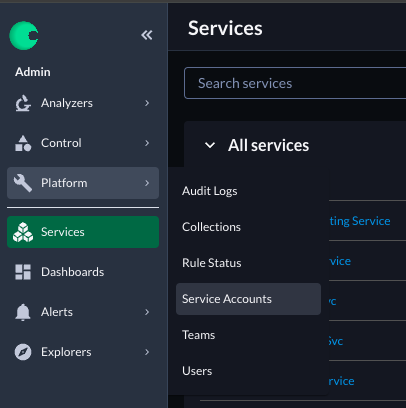 Services
Admin
Search services
Analyzers
Control
All services
Platform
Audit Logs
Services
Collections
ting Service
Dashboards
Rule Status
vice
Alerts
Service Accounts
vc
Explorers
Teams
Svc
Users
rvice